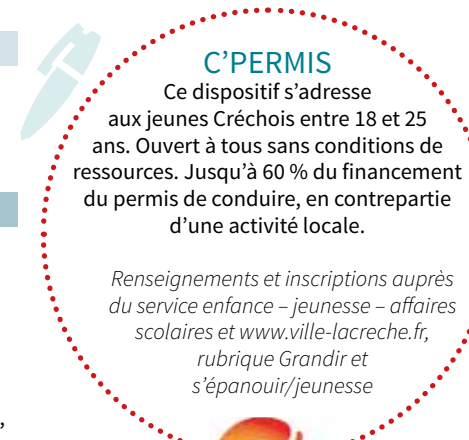 C’PERMIS
Ce dispositif s’adresse
aux jeunes Créchois entre 18 et 25
ans. Ouvert à tous sans conditions de
ressources. Jusqu’à 60 % du financement
du permis de conduire, en contrepartie
d’une activité locale.
Renseignements et inscriptions auprès
du service enfance – jeunesse – affaires
scolaires et www.ville-lacreche.fr,
rubrique Grandir et
s’épanouir/jeunesse
,